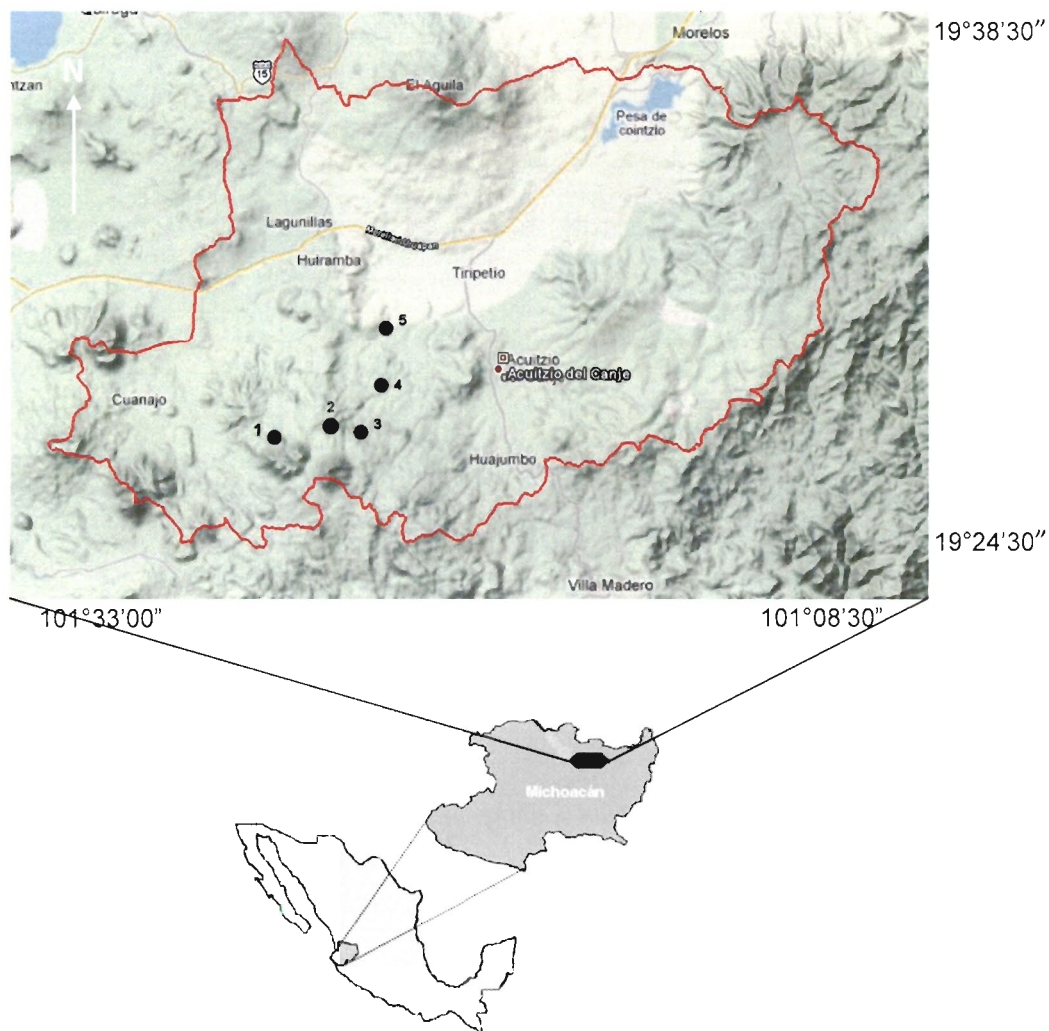 19°38'30"
Morelos
N
15
ntzan
El Aguila
Pesa de
cointzio
Lagunillas
Huiramba
Tiripetio
5
Acuitzio
Acuitzio del Canje
4
Cuanajo
2
1
3
Huajumbo
19°24'30"
Villa Madero
101°33'00"
101°08'30"
Michoacán